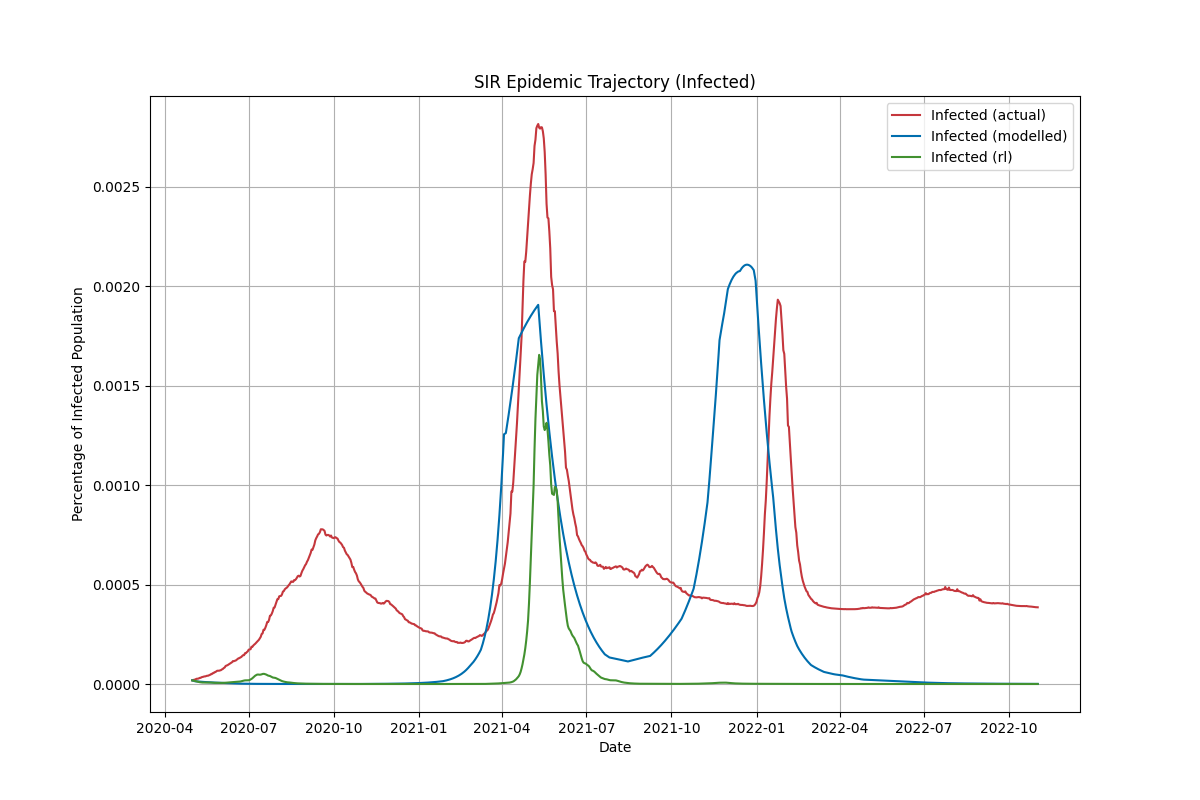 SIR Epidemic Trajectory (Infected)
Infected (actual)
Infected (modelled)
Infected (rl)
Percentage of Infected Population
0.0025
0.0020
0.0015
0.0010
0.0005
0.0000
2020-04 2020-07 2020-10 2021-01 2021-04 2021-07 2021-10 2022-01 2022-04 2022-07 2022-10
Date